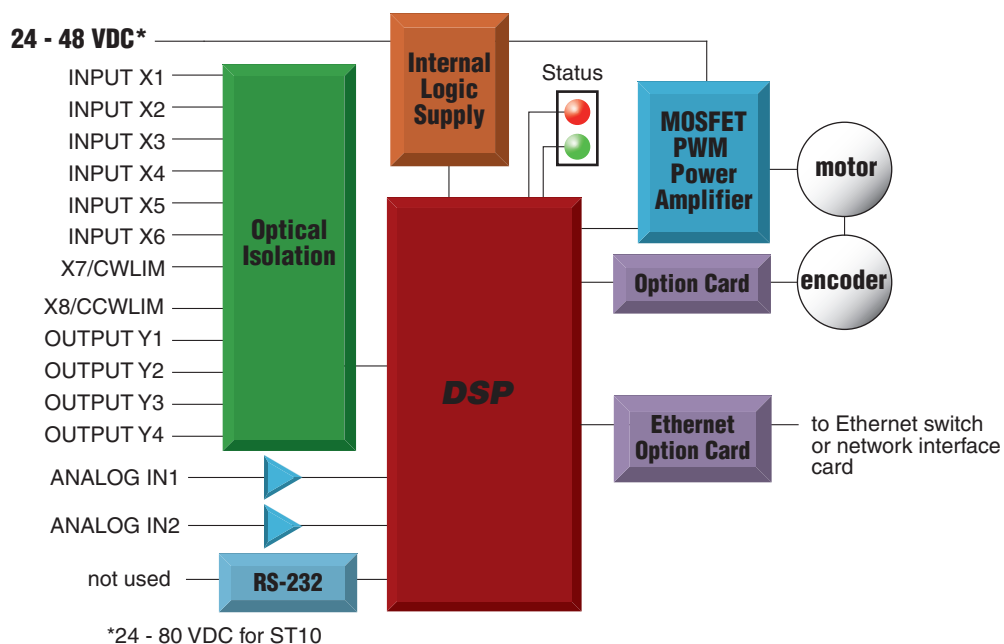 24 - 48 VDC*
INPUT X1
INPUT X2
INPUT X3
INPUT X4
INPUT X5
INPUT X6
X7/CWLIM
X8/CCWLIM
OUTPUT Y1
OUTPUT Y2
OUTPUT Y3
OUTPUT Y4
ANALOG IN1
ANALOG IN2
not used
Optical
Isolation
RS-232
Internal
Logic
Supply
Status
DSP
MOSFET
PWM
Power
Amplifier
motor
Option Card
encoder
Ethernet
Option Card
to Ethernet switch
or network interface
card
*24 - 80 VDC for ST10